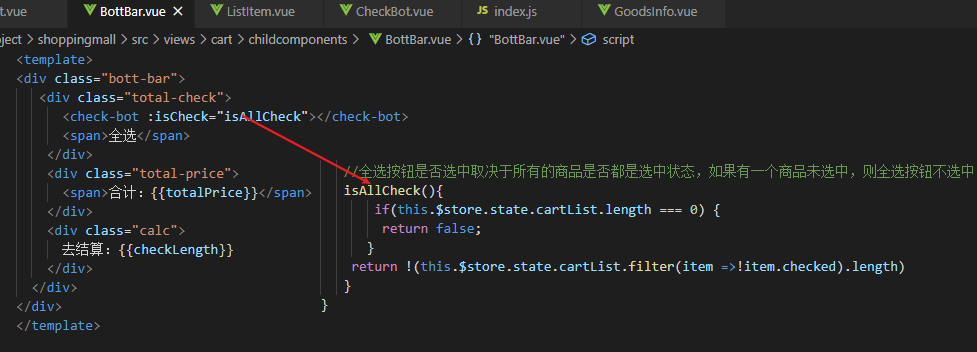 t.vue BottBar.vue ListItem.vue CheckBot.vue JS index.js GoodsInfo.vue
ject > shoppingmall > src > views > cart > childcomponents > BottBar.vue > {} "BottBar.vue" > script
<template>
<div class="bott-bar">
<div class="total-check">
<check-bot :isCheck="isAllCheck"></check-bot>
<span>全选</span>
</div>
<div class="total-price">
<span>合计：{{totalPrice}}</span>
</div>
<div class="calc">
去结算：{{checkLength}}
</div>
</div>
</div>
</template>
//全选按钮是否选中取决于所有的商品是否都是选中状态，如果有一个商品未选中，则全选按钮不选中
isAllCheck(){
if(this.$store.state.cartList.length === 0) {
return false;
}
return !(this.$store.state.cartList.filter(item =>!item.checked).length)
}
}